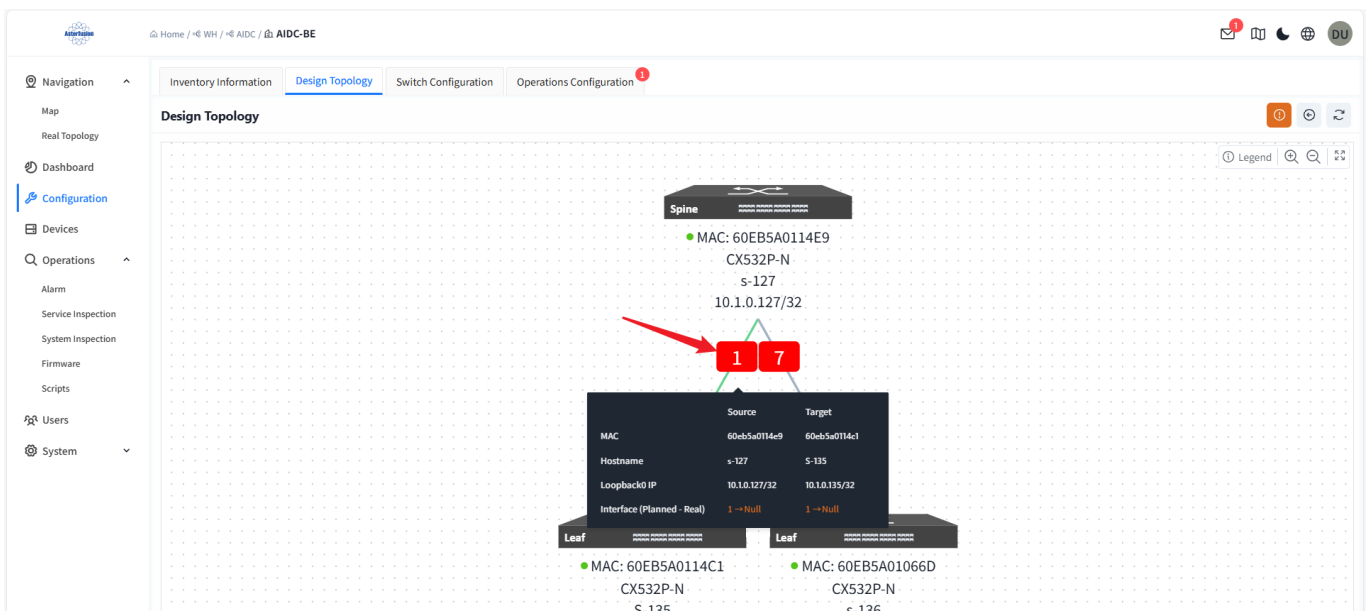 Asterfusion
Home / WH / AIDC / AIDC-BE
1
DU
Navigation
Map
Real Topology
Dashboard
Configuration
Devices
Operations
Alarm
Service Inspection
System Inspection
Firmware
Scripts
Users
System
Inventory Information
Design Topology
Switch Configuration
Operations Configuration
1
Design Topology
Legend
Spine
MAC: 60EB5A0114E9
CX532P-N
s-127
10.1.0.127/32
1 7
Source Target
MAC 60eb5a0114e9 60eb5a0114c1
Hostname s-127 S-135
Loopback0 IP 10.1.0.127/32 10.1.0.135/32
Interface (Planned - Real) 1 →Null 1 →Null
Leaf Leaf
MAC: 60EB5A0114C1 MAC: 60EB5A01066D
CX532P-N CX532P-N
S-135 s-136